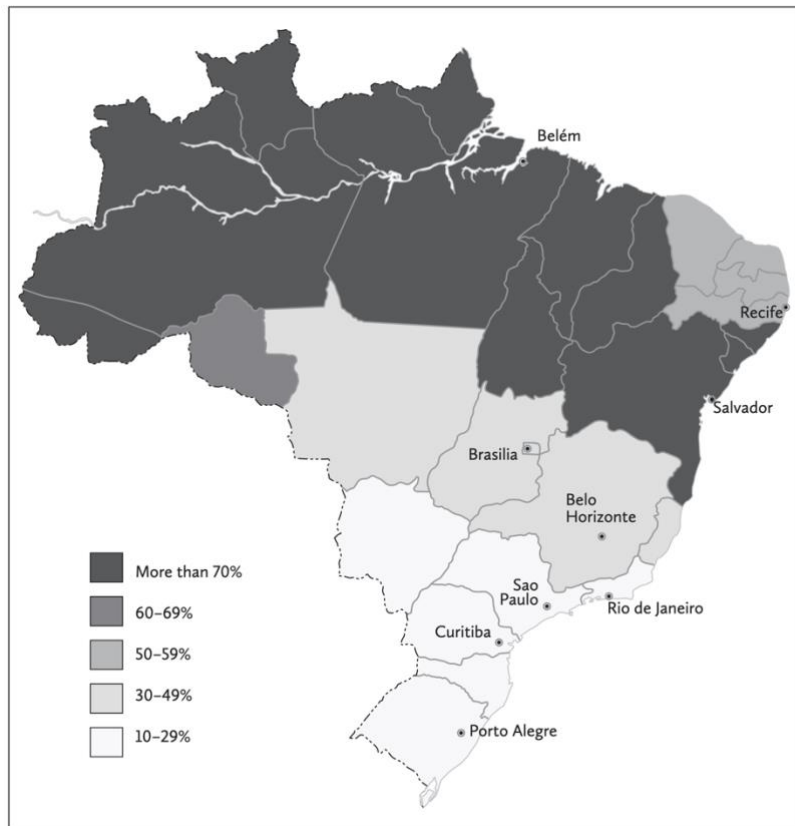 Belém
Recife
Salvador
Brasilia
Belo
Horizonte
Sao
Paulo
Rio de Janeiro
Curitiba
Porto Alegre
More than 70%
60–69%
50–59%
30–49%
10–29%